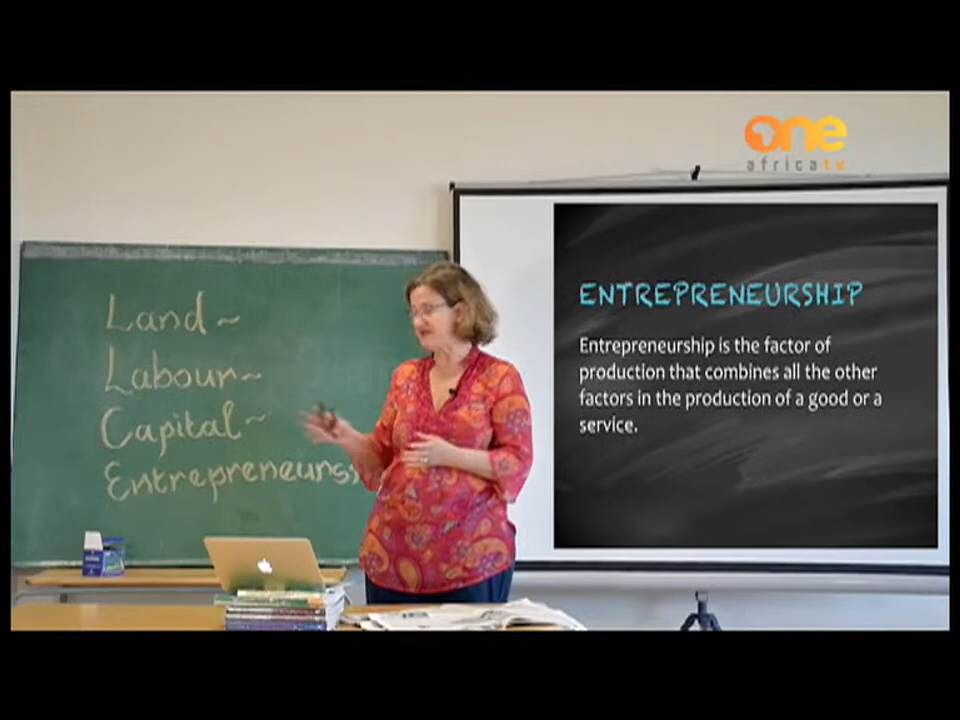 one
africa tv
Land ~
Labour ~
Capital ~
ENTREPRENEURSHIP
Entrepreneurship is the factor of
production that combines all the other
factors in the production of a good or a
service.